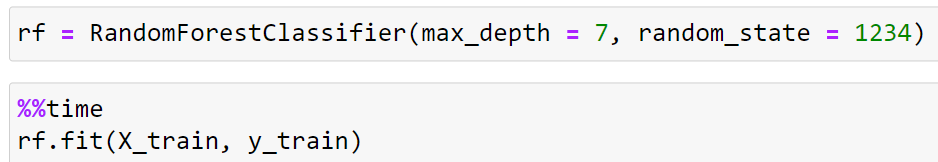 rf = RandomForestClassifier(max_depth = 7, random_state = 1234)
%%time
rf.fit(X_train, y_train)